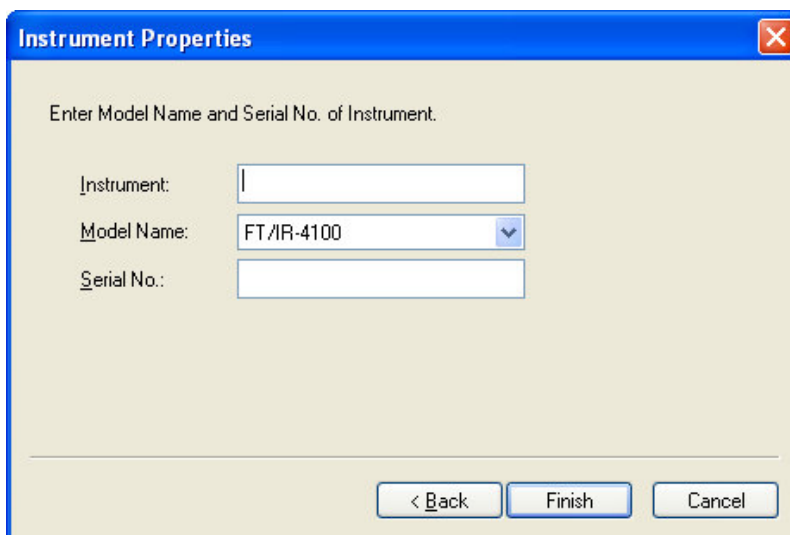 Instrument Properties
Enter Model Name and Serial No. of Instrument.
Instrument:
Model Name: FT/IR-4100
Serial No.:
< Back Finish Cancel